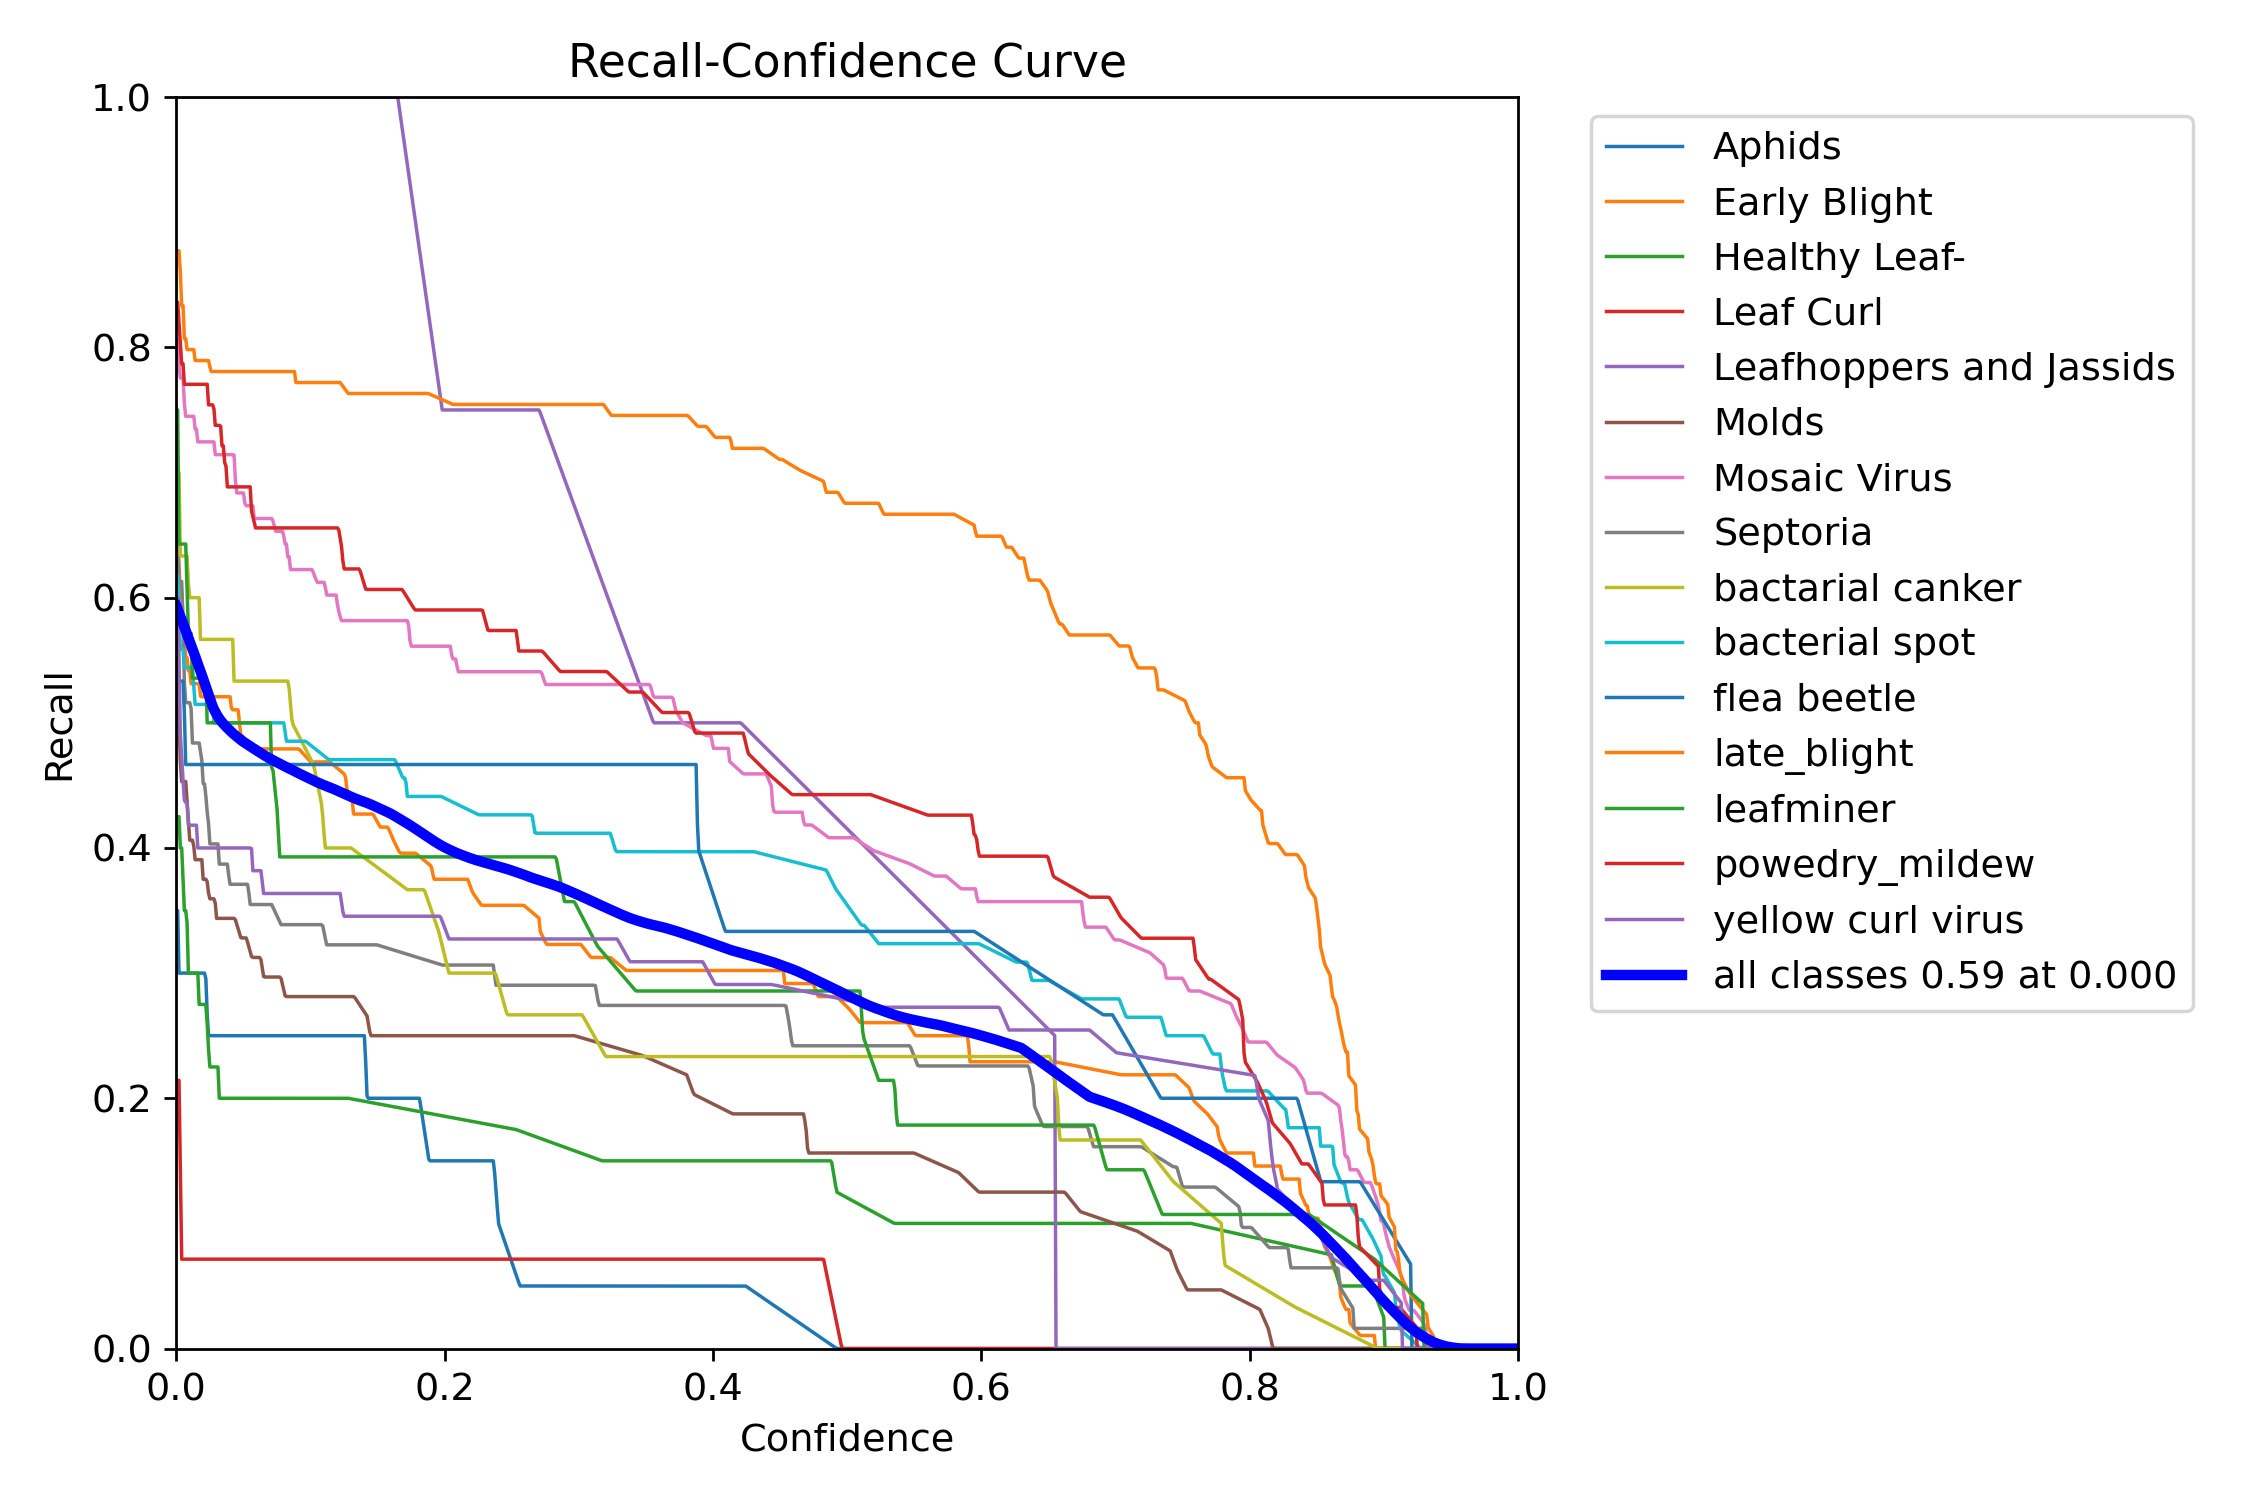 Recall-Confidence Curve
1.0
0.8
0.6
0.4
0.2
0.0
Recall
0.0 0.2 0.4 0.6 0.8 1.0
Confidence
Aphids
Early Blight
Healthy Leaf-
Leaf Curl
Leafhoppers and Jassids
Molds
Mosaic Virus
Septoria
bactarial canker
bacterial spot
flea beetle
late_blight
leafminer
powedry_mildew
yellow curl virus
all classes 0.59 at 0.000